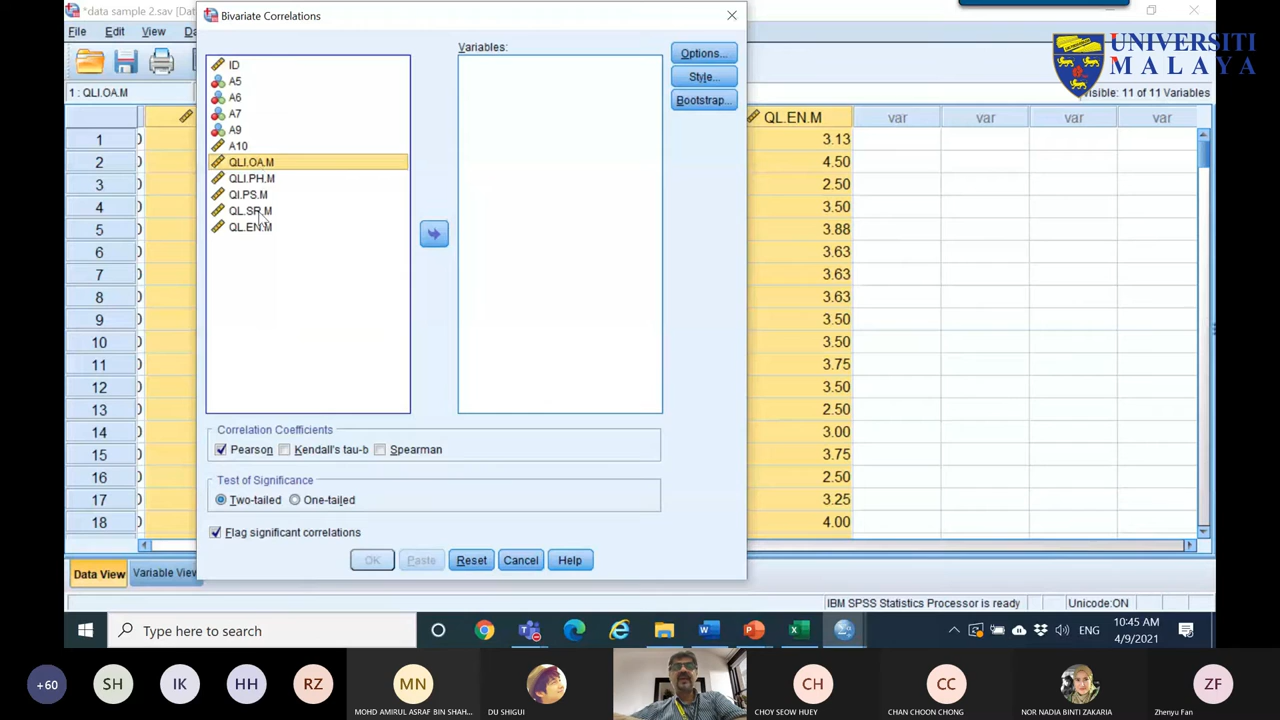 *data sample 2.sav [Dat
Bivariate Correlations
UNIVERSITI
MALAYA
File Edit View Da
1 : QLI.OA.M
Visible: 11 of 11 Variables
Variables:
ID
A5
A6
A7
A9
A10
QLI.OA.M
QLI.PH.M
QI.PS.M
QL.SR.M
QL.EN.M
Options...
Style...
Bootstrap...
QL.EN.M var var var var
1 3.13
2 4.50
3 2.50
4 3.50
5 3.88
6 3.63
7 3.63
8 3.63
9 3.50
10 3.50
11 3.75
12 3.50
13 2.50
14 3.00
15 3.75
16 2.50
17 3.25
18 4.00
Correlation Coefficients
Pearson Kendall's tau-b Spearman
Test of Significance
Two-tailed One-tailed
Flag significant correlations
OK Paste Reset Cancel Help
Data View Variable View
IBM SPSS Statistics Processor is ready Unicode:ON
Type here to search
ENG
10:45 AM
4/9/2021
+60 SH IK HH RZ MN CH CC ZF
MOHD AMIRUL ASRAF BIN SHAH... DU SHIGUI CHOY SEOW HUEY CHAN CHOON CHONG NOR NADIA BINTI ZAKARIA Zhenyu Fan